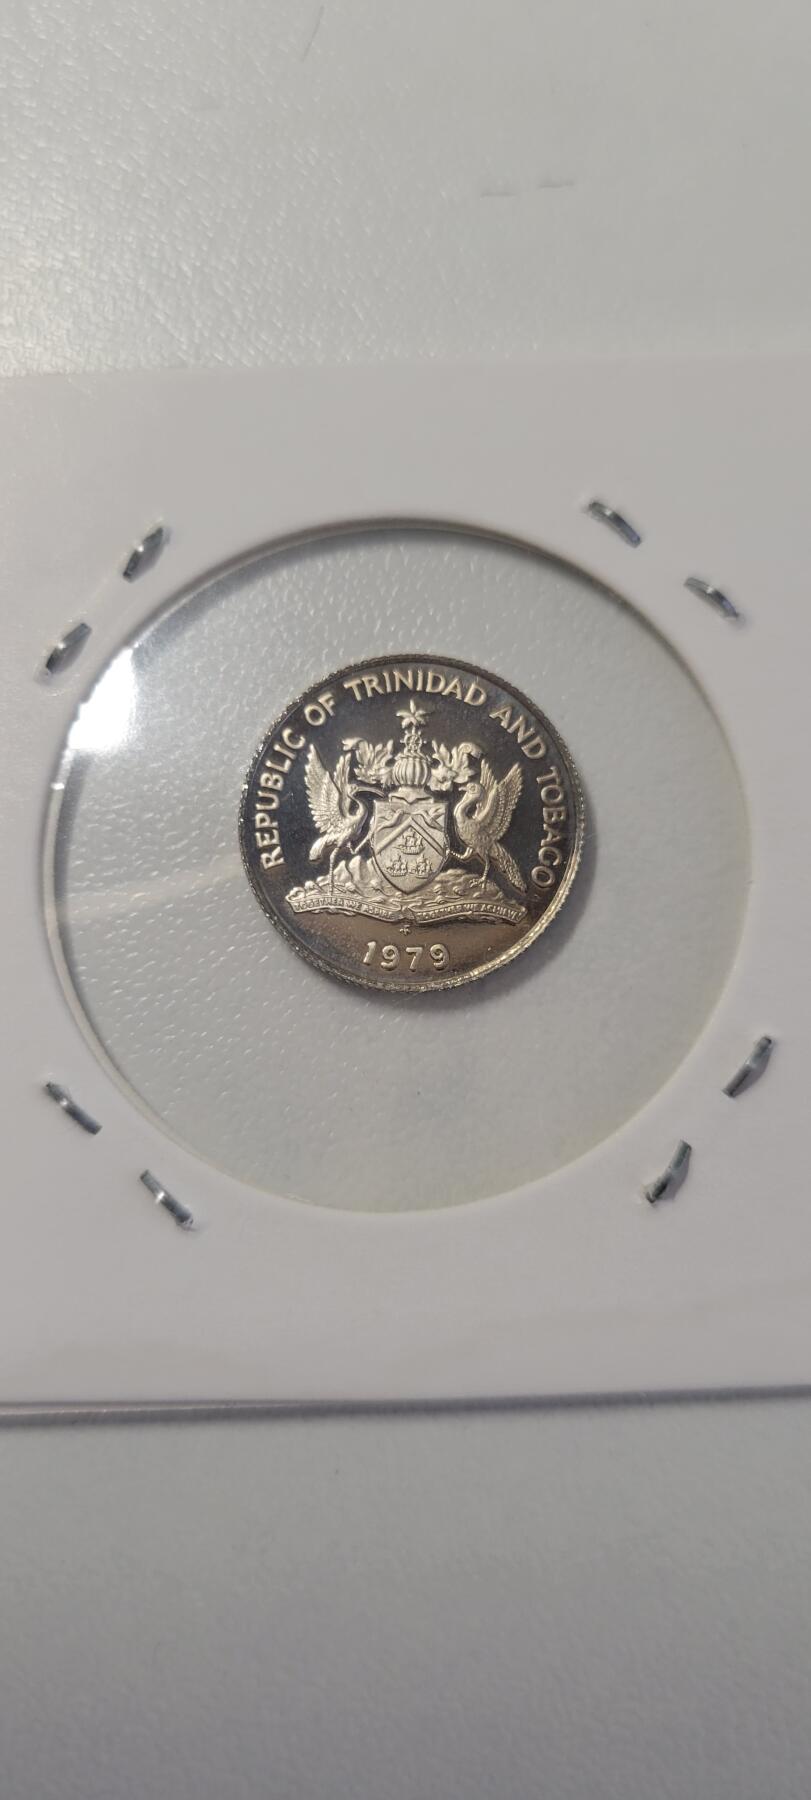 REPUBLIC OF TRINIDAD AND TOBAGO
TOGETHER WE ASPIRE TOGETHER WE ACHIEVE
1979